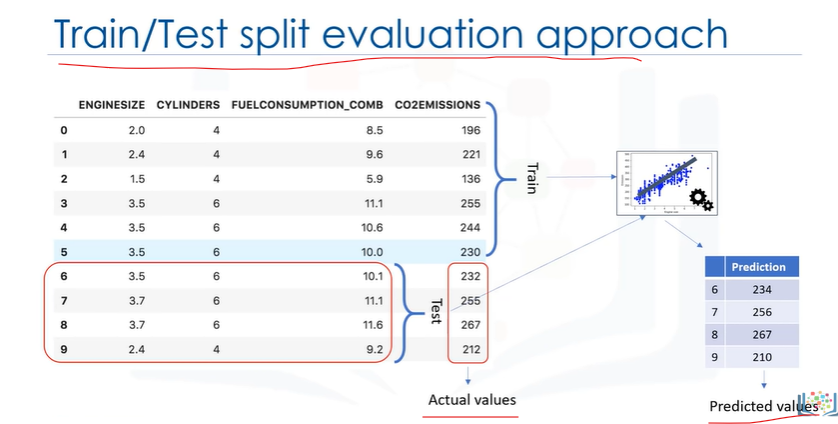 Train/Test split evaluation approach
ENGINESIZE CYLINDERS FUELCONSUMPTION_COMB CO2EMISSIONS
0 2.0 4 8.5 196
1 2.4 4 9.6 221
2 1.5 4 5.9 136
3 3.5 6 11.1 255
4 3.5 6 10.6 244
5 3.5 6 10.0 230
6 3.5 6 10.1 232
7 3.7 6 11.1 255
8 3.7 6 11.6 267
9 2.4 4 9.2 212
Train
Test
Actual values
Prediction
6 234
7 256
8 267
9 210
Predicted values